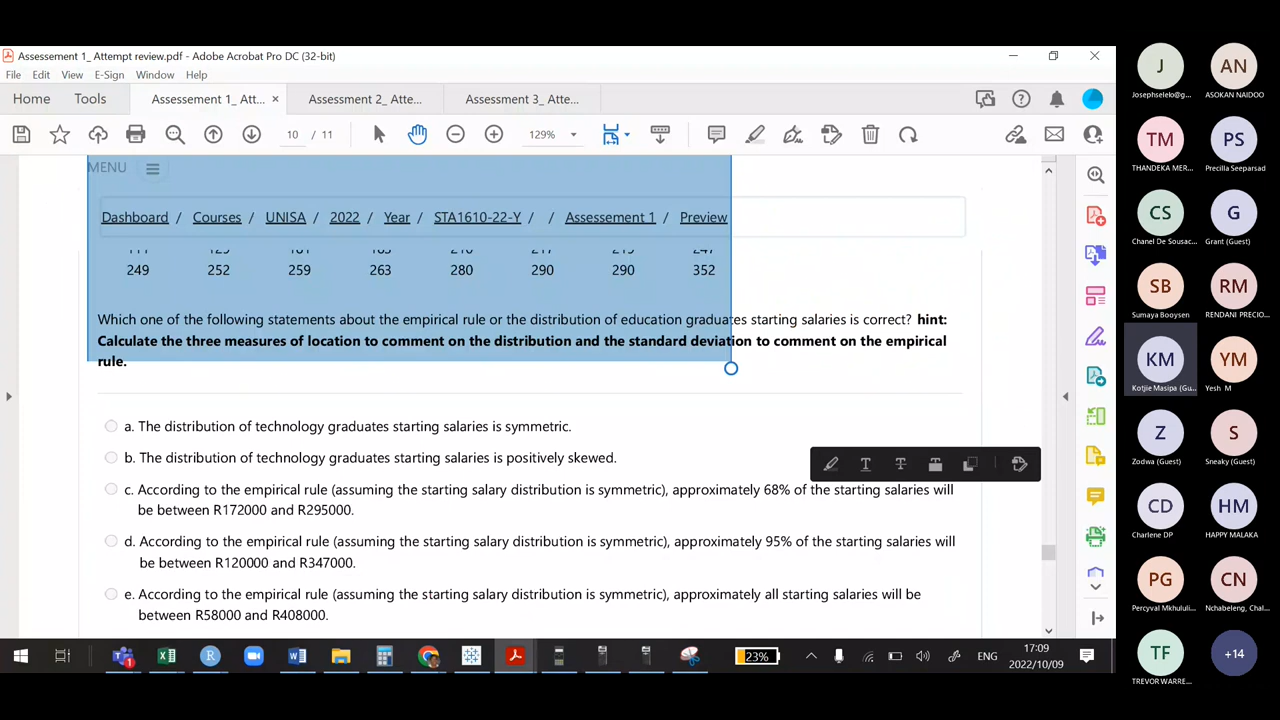 Assessement 1_ Attempt review.pdf - Adobe Acrobat Pro DC (32-bit)
File Edit View E-Sign Window Help
Home Tools Assessement 1_ Att... × Assessment 2_ Atte... Assessment 3_ Atte...
10 / 11 129%
MENU
Dashboard / Courses / UNISA / 2022 / Year / STA1610-22-Y / / Assessement 1 / Preview
249 252 259 263 280 290 290 352
Which one of the following statements about the empirical rule or the distribution of education graduates starting salaries is correct? hint:
Calculate the three measures of location to comment on the distribution and the standard deviation to comment on the empirical
rule.
a. The distribution of technology graduates starting salaries is symmetric.
b. The distribution of technology graduates starting salaries is positively skewed.
c. According to the empirical rule (assuming the starting salary distribution is symmetric), approximately 68% of the starting salaries will
be between R172000 and R295000.
d. According to the empirical rule (assuming the starting salary distribution is symmetric), approximately 95% of the starting salaries will
be between R120000 and R347000.
e. According to the empirical rule (assuming the starting salary distribution is symmetric), approximately all starting salaries will be
between R58000 and R408000.
23% ENG 17:09
2022/10/09
J AN
Josephselelo@g... ASOKAN NAIDOO
TM PS
THANDEKA MER... Precilla Seeparsad
CS G
Chanel De Sousac... Grant (Guest)
SB RM
Sumaya Booysen RENDANI PRECIO...
KM YM
Kotjie Masipa (Gu... Yesh M
Z S
Zodwa (Guest) Sneaky (Guest)
CD HM
Charlene DP HAPPY MALAKA
PG CN
Percyval Mkhululi... Nchabeleng, Chal...
TF +14
TREVOR WARRE...